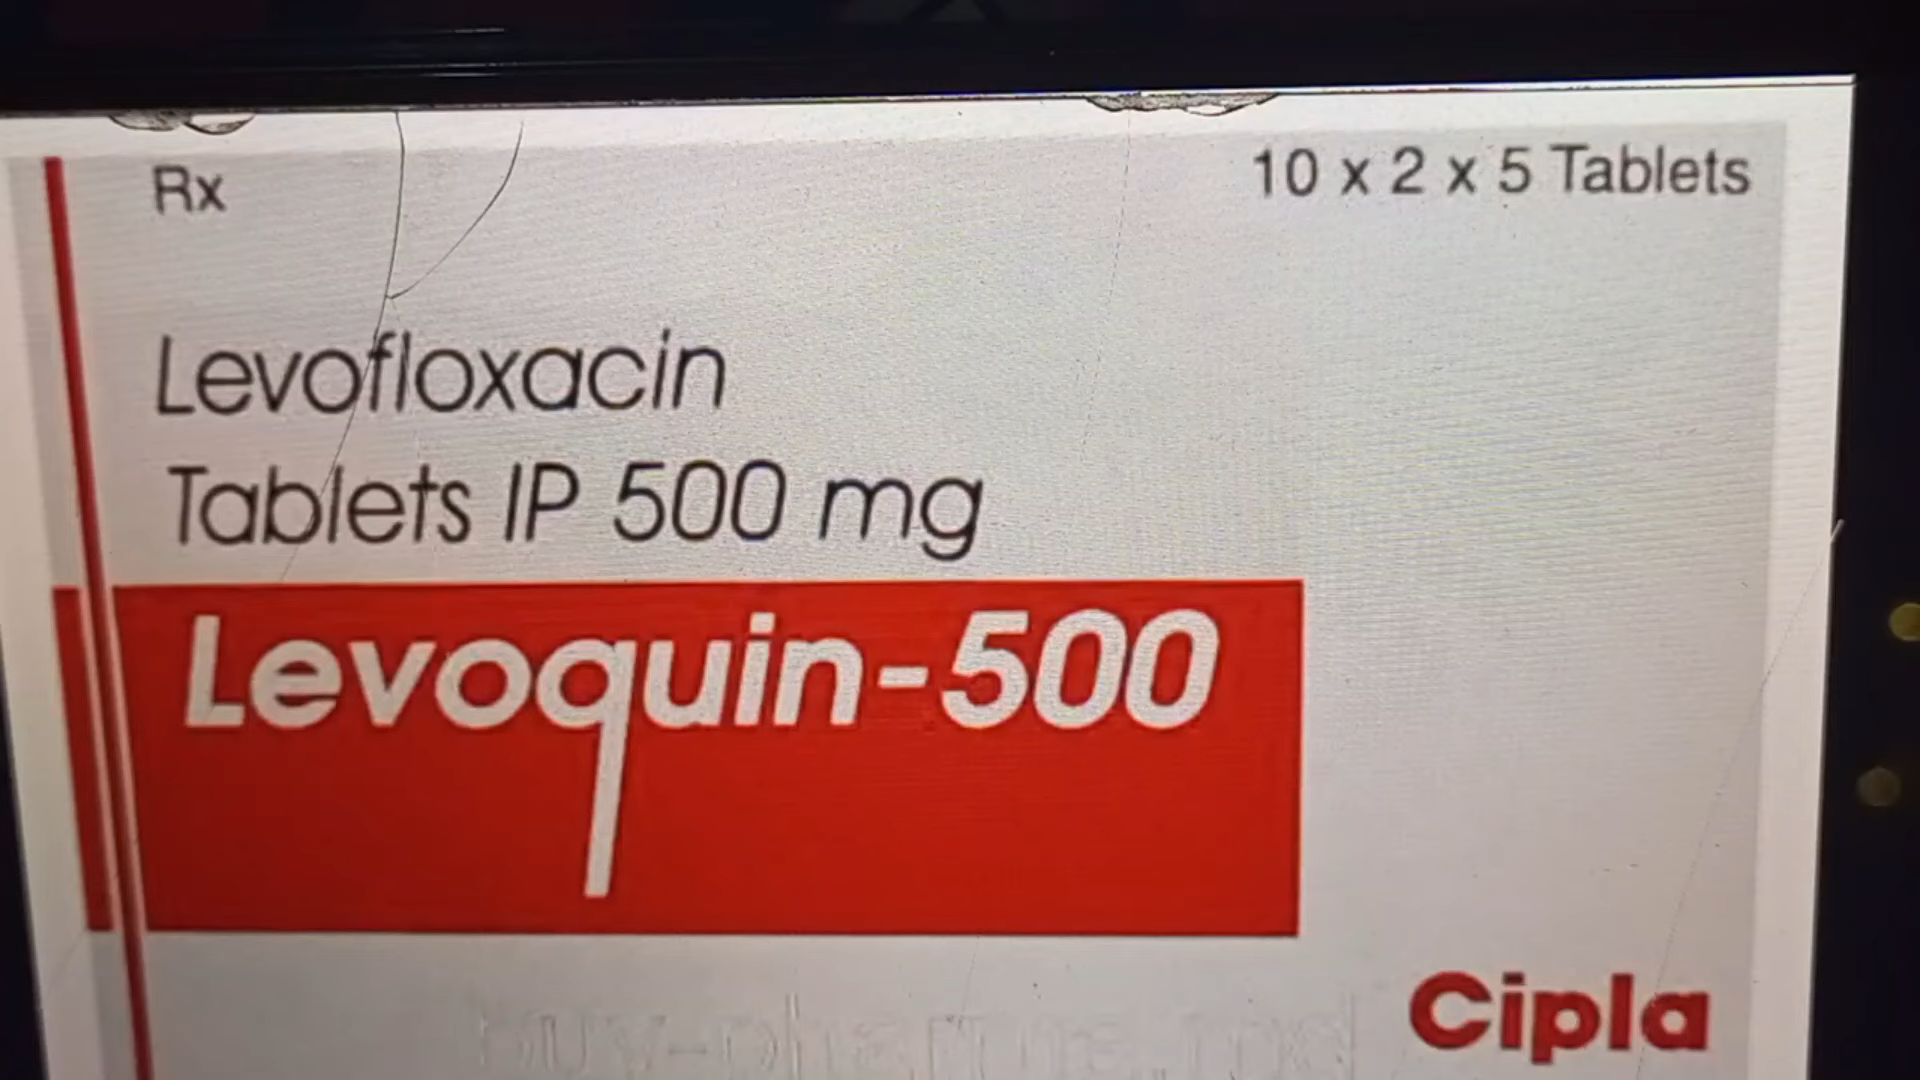 Rx
10 x 2 x 5 Tablets
Levofloxacin
Tablets IP 500 mg
Levoquin-500
Cipla